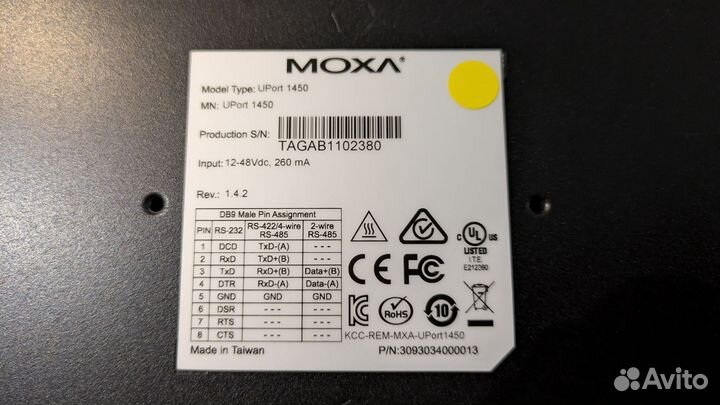 MOXA®
Model Type: UPort 1450
MN: UPort 1450
Production S/N:
TAGAB1102380
Input: 12-48Vdc, 260 mA
Rev.: 1.4.2
DB9 Male Pin Assignment
PIN RS-232 RS-422/4-wire RS-485 2-wire RS-485
1 DCD TxD-(A) ---
2 RxD TxD+(B) ---
3 TxD RxD+(B) Data+(B)
4 DTR RxD-(A) Data-(A)
5 GND GND GND
6 DSR --- ---
7 RTS --- ---
8 CTS --- ---
c UL us
LISTED
I.T.E.
E212360
CE FC
RoHS
10
KCC-REM-MXA-UPort1450
Made in Taiwan
P/N:3093034000013
Avito